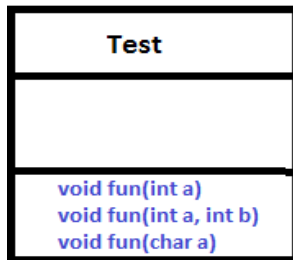 Test
void fun(int a)
void fun(int a, int b)
void fun(char a)